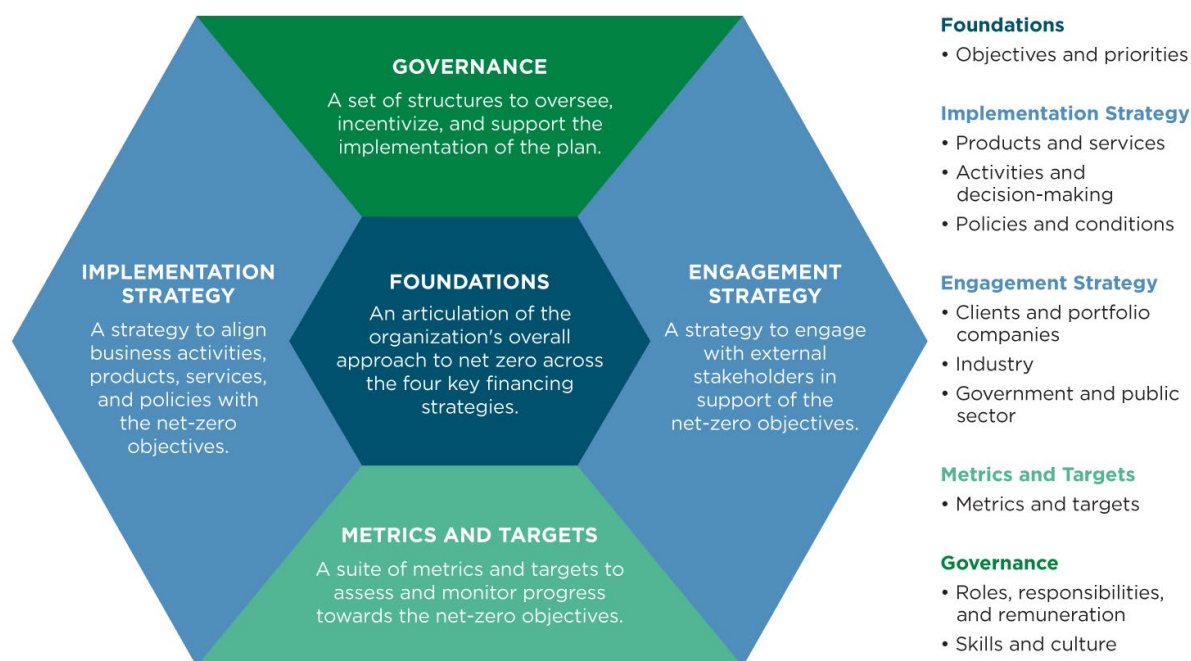 GOVERNANCE
A set of structures to oversee,
incentivize, and support the
implementation of the plan.
IMPLEMENTATION
STRATEGY
A strategy to align
business activities,
products, services,
and policies with
the net-zero
objectives.
FOUNDATIONS
An articulation of the
organization's overall
approach to net zero across
the four key financing
strategies.
ENGAGEMENT
STRATEGY
A strategy to engage
with external
stakeholders in
support of the
net-zero objectives.
METRICS AND TARGETS
A suite of metrics and targets to
assess and monitor progress
towards the net-zero objectives.
Foundations
• Objectives and priorities
Implementation Strategy
• Products and services
• Activities and
decision-making
• Policies and conditions
Engagement Strategy
• Clients and portfolio
companies
• Industry
• Government and public
sector
Metrics and Targets
• Metrics and targets
Governance
• Roles, responsibilities,
and remuneration
• Skills and culture